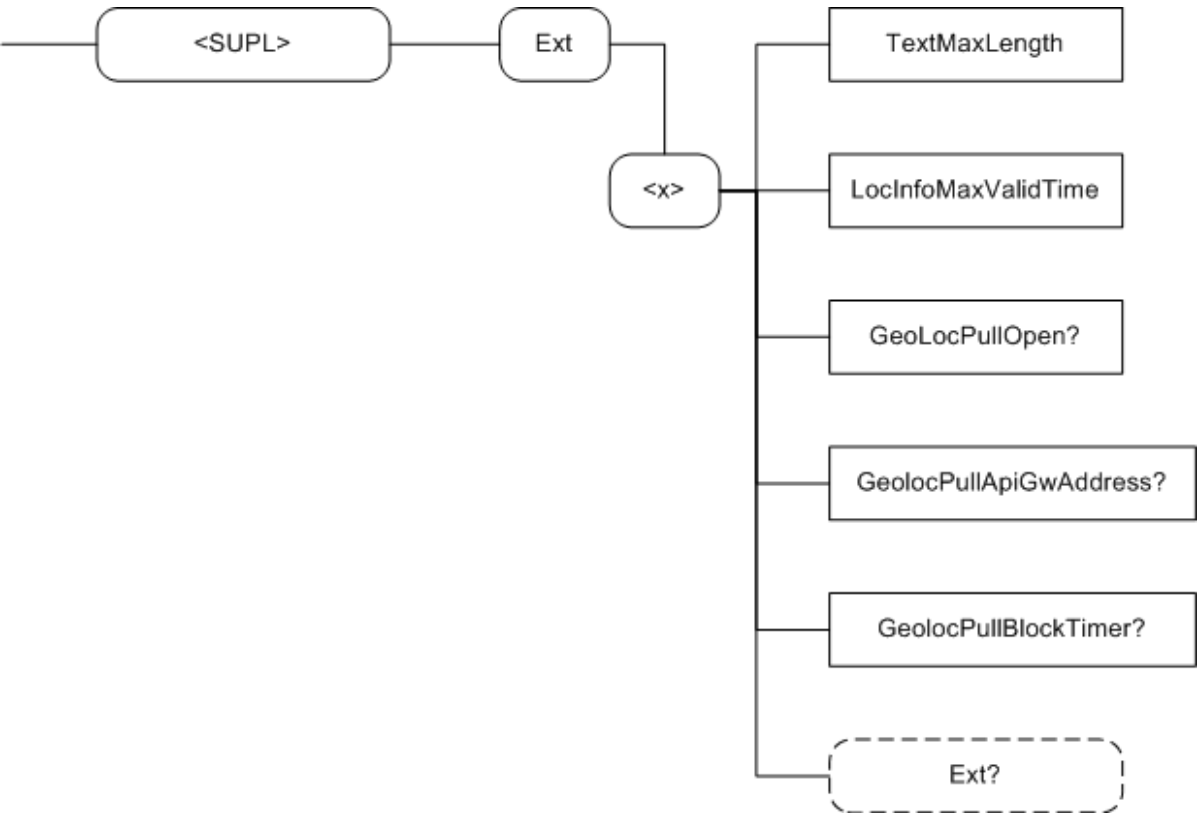 <SUPL>
Ext
TextMaxLength
<x>
LocInfoMaxValidTime
GeoLocPullOpen?
GeolocPullApiGwAddress?
GeolocPullBlockTimer?
Ext?